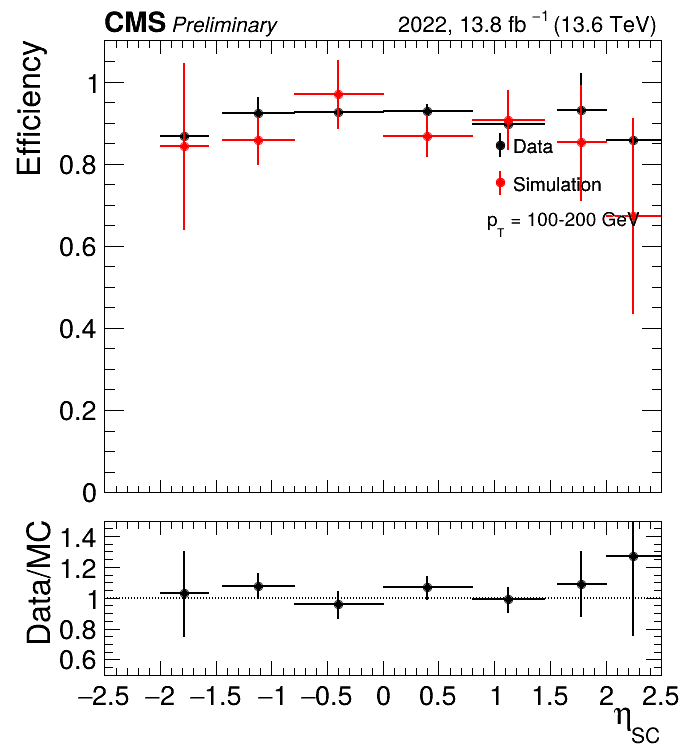 CMS Preliminary 2022, 13.8 fb⁻¹ (13.6 TeV)
Efficiency
1
0.8
0.6
0.4
0.2
0
Data
Simulation
p_T = 100-200 GeV
Data/MC
1.4
1.2
1
0.8
0.6
−2.5 −2 −1.5 −1 −0.5 0 0.5 1 1.5 2 2.5
η_SC